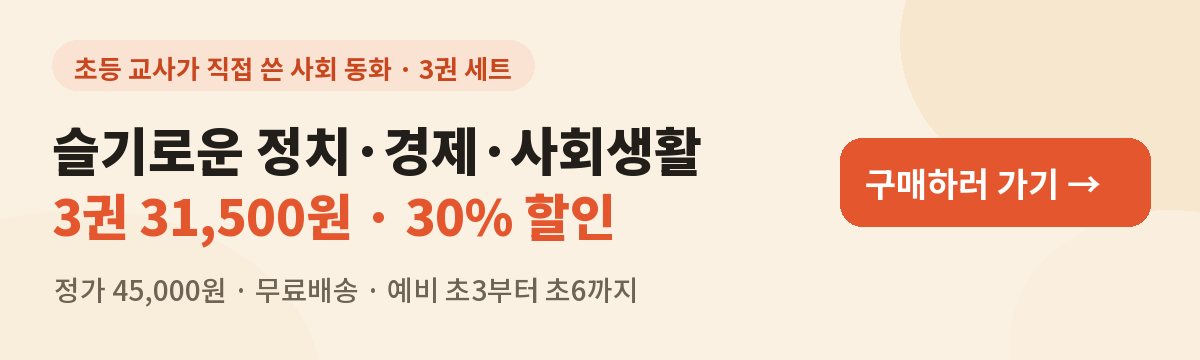 초등 교사가 직접 쓴 사회 동화 · 3권 세트
슬기로운 정치·경제·사회생활
3권 31,500원 · 30% 할인
정가 45,000원 · 무료배송 · 예비 초3부터 초6까지
구매하러 가기 →